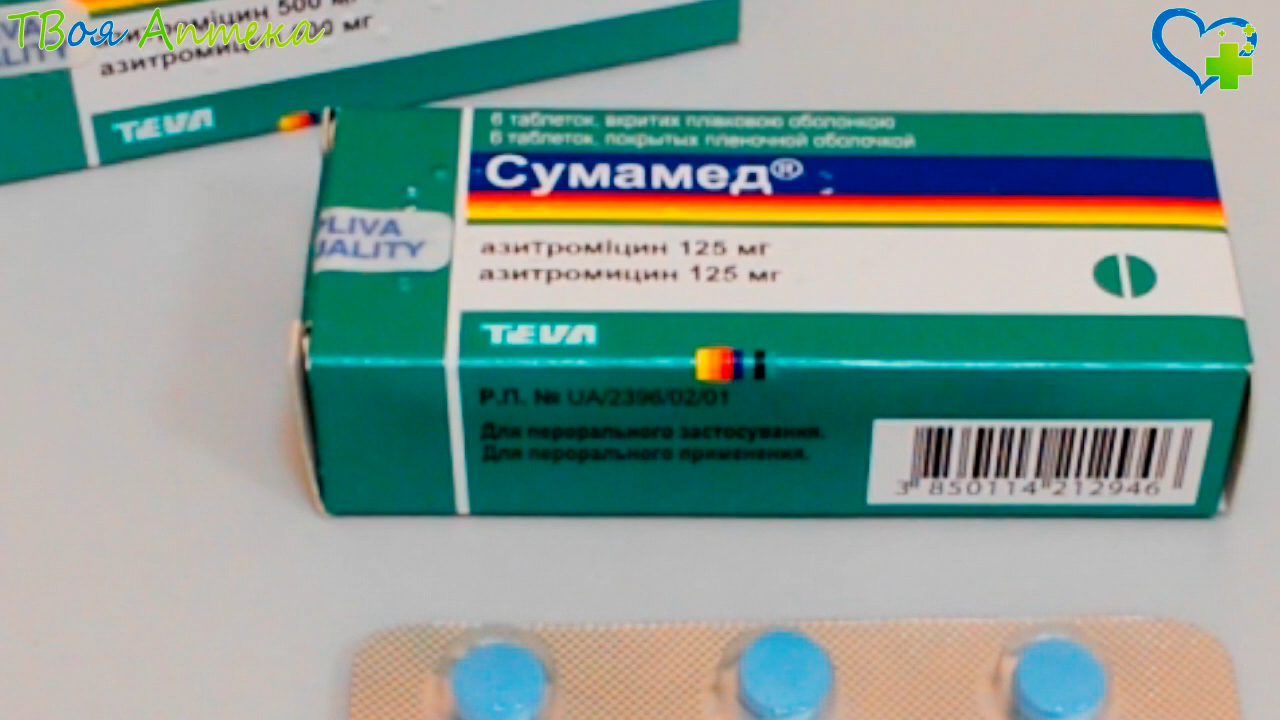 ТВоя Аптека
азитроміцин 500 мг
мг
TEVA
6 таблеток, вкритих плівковою оболонкою
6 таблеток, покрытых пленочной оболочкой
Сумамед®
PLIVA
QUALITY
азитроміцин 125 мг
азитромицин 125 мг
TEVA
Р.П. № UA/2396/02/01
Для перорального застосування.
Для перорального применения.
3 850114 212946